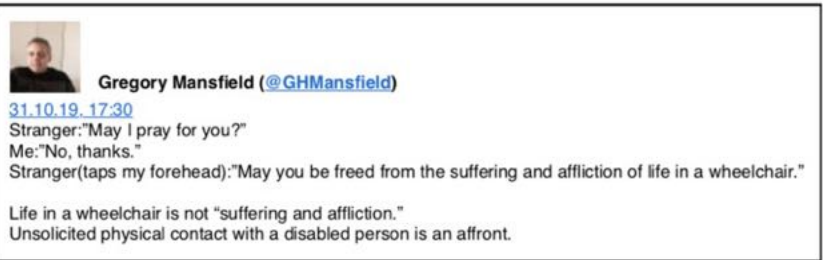 Gregory Mansfield (@GHMansfield)
31.10.19, 17:30
Stranger:"May I pray for you?"
Me:"No, thanks."
Stranger(taps my forehead):"May you be freed from the suffering and affliction of life in a wheelchair."
Life in a wheelchair is not “suffering and affliction.”
Unsolicited physical contact with a disabled person is an affront.